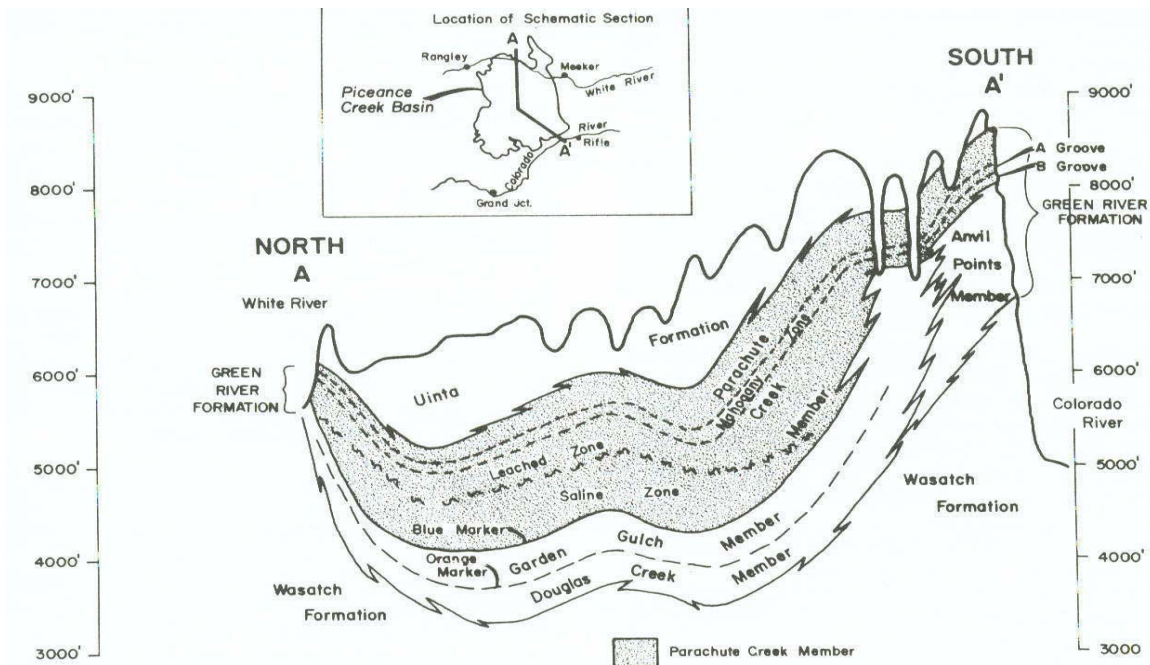 Location of Schematic Section
A
Rangley
Meeker
White River
Piceance
Creek Basin
River
Rifle
A'
Colorado
Grand Jct.
SOUTH
A'
9000'
9000'
A Groove
B Groove
8000'
8000'
GREEN RIVER
FORMATION
NORTH
A
White River
Anvil
Points
Member
7000'
7000'
Formation
Parachute
Mahogany Zone
Creek
Member
6000'
6000'
GREEN
RIVER
FORMATION
Uinta
Colorado
River
Leached Zone
5000'
5000'
Saline Zone
Wasatch
Formation
Blue Marker
Orange
Marker
Garden Gulch Member
4000'
4000'
Douglas Creek Member
Wasatch
Formation
3000'
3000
Parachute Creek Member